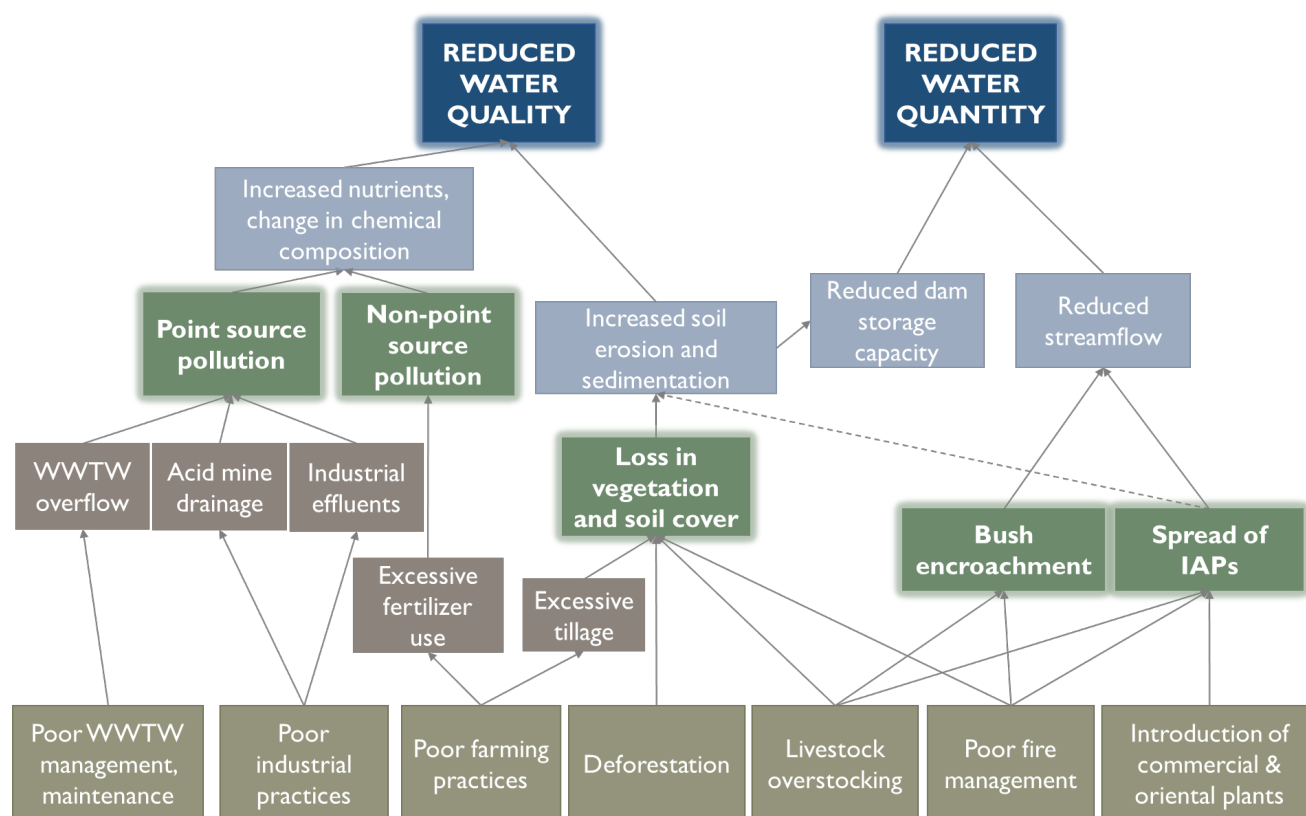 REDUCED
WATER
QUALITY
REDUCED
WATER
QUANTITY
Increased nutrients,
change in chemical
composition
Point source
pollution
Non-point
source
pollution
Increased soil
erosion and
sedimentation
Reduced dam
storage
capacity
Reduced
streamflow
WWTW
overflow
Acid mine
drainage
Industrial
effluents
Loss in
vegetation
and soil cover
Bush
encroachment
Spread of
IAPs
Excessive
fertilizer
use
Excessive
tillage
Poor WWTW
management,
maintenance
Poor
industrial
practices
Poor farming
practices
Deforestation
Livestock
overstocking
Poor fire
management
Introduction of
commercial &
oriental plants